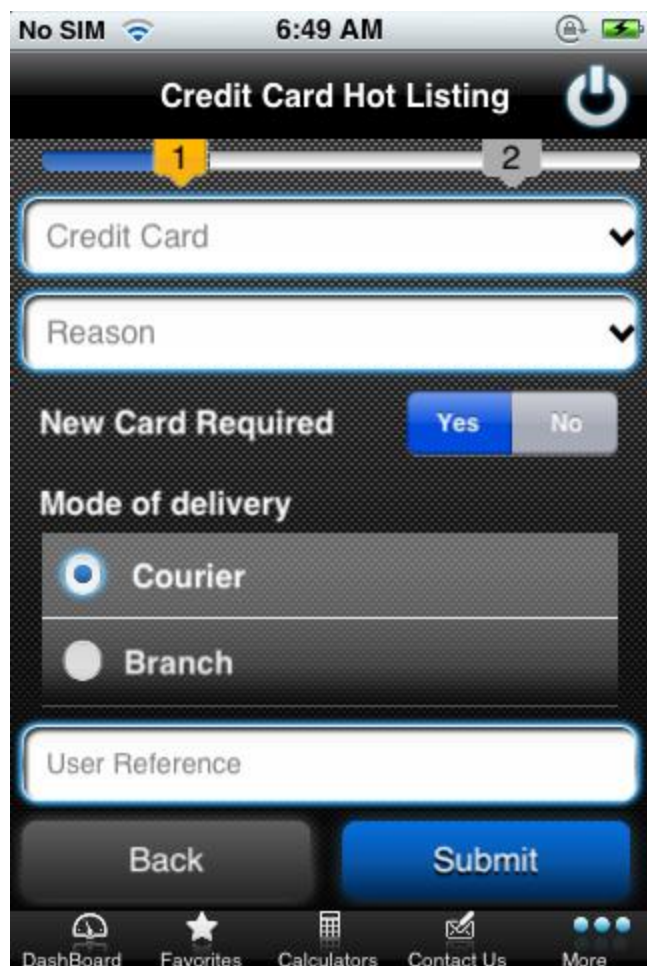 No SIM 6:49 AM
Credit Card Hot Listing
1 2
Credit Card
Reason
New Card Required Yes No
Mode of delivery
Courier
Branch
User Reference
Back Submit
DashBoard Favorites Calculators Contact Us More